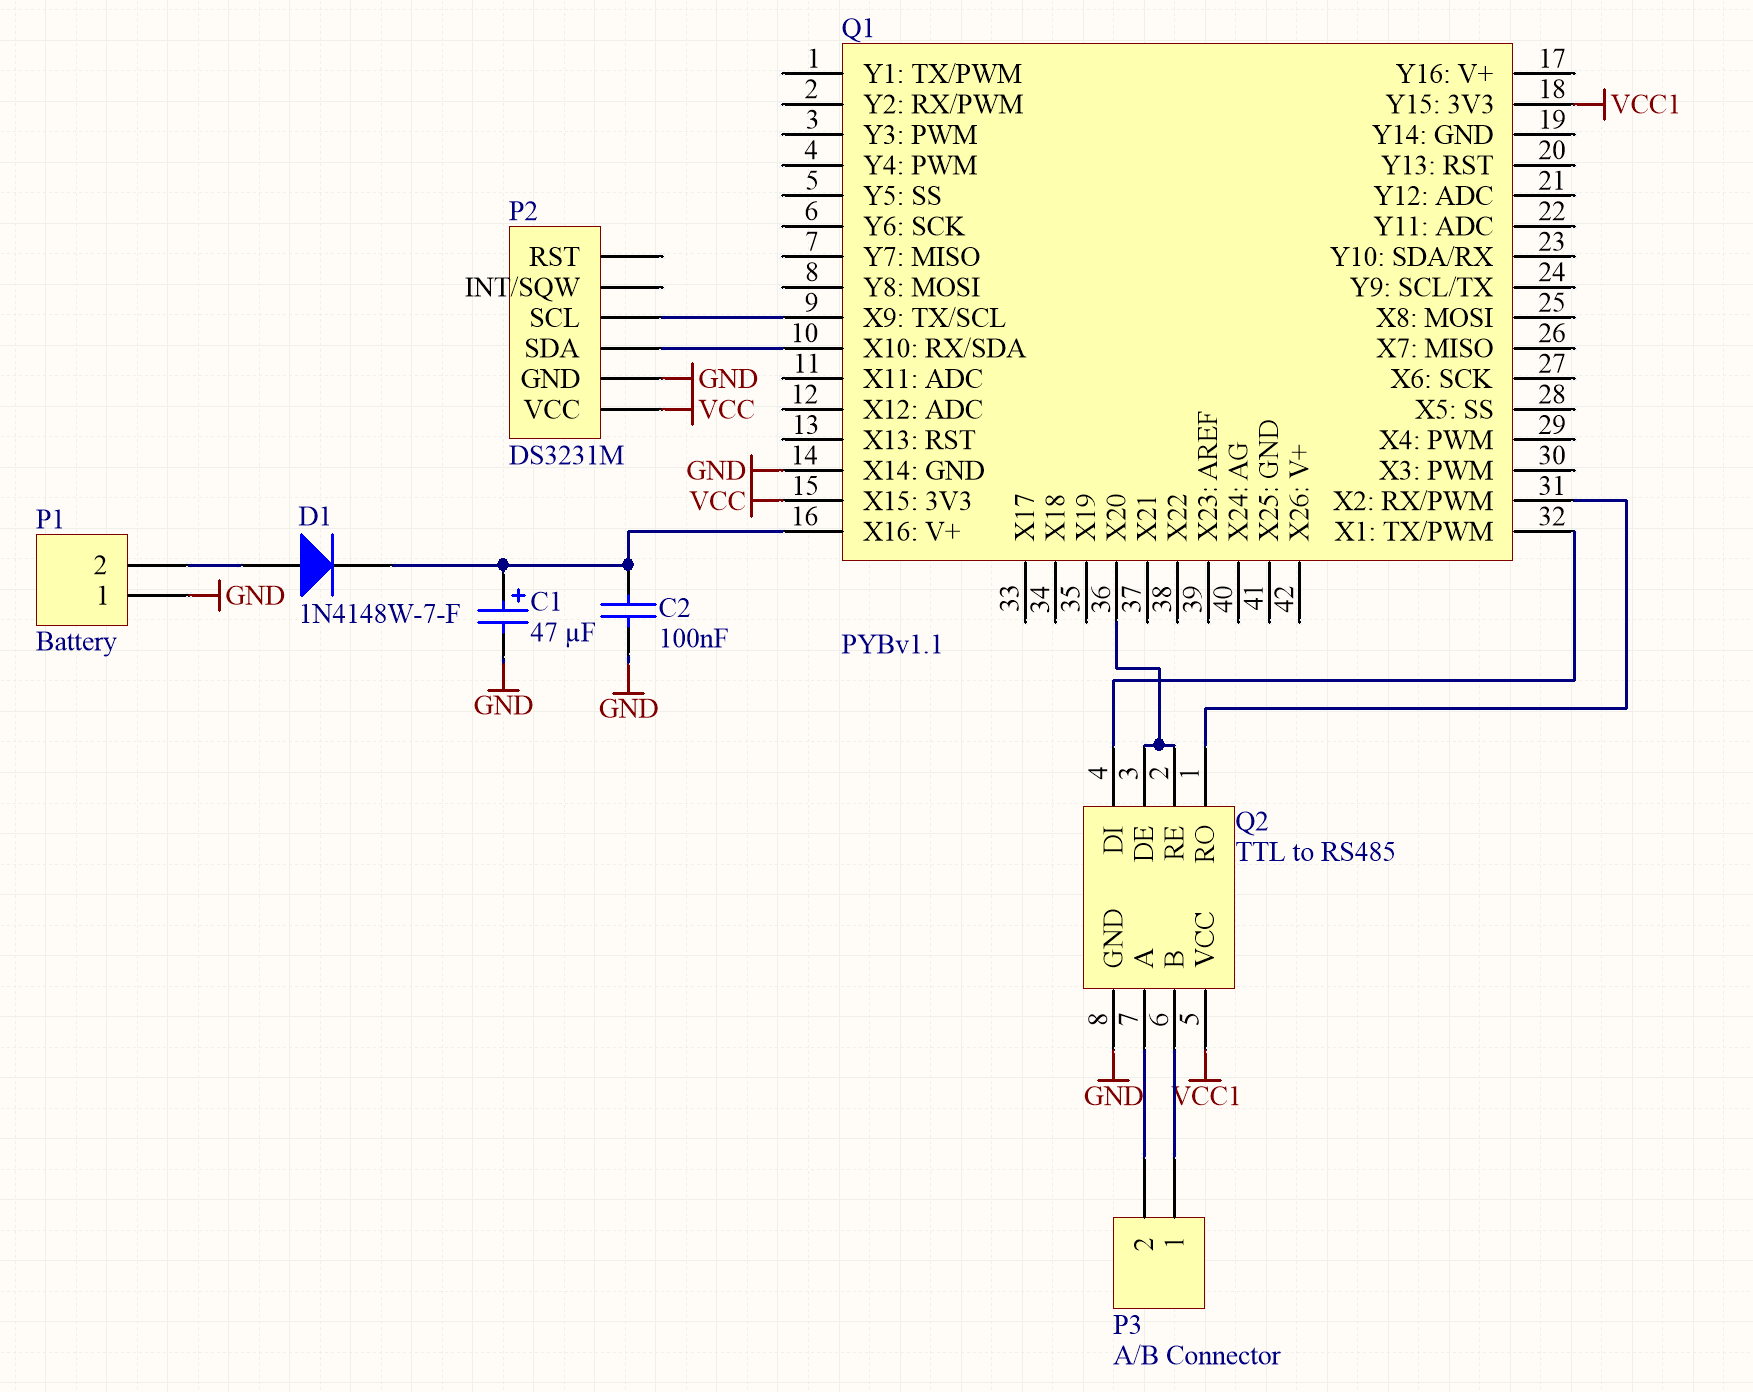 Q1
1
2
3
4
5
6
7
8
9
10
11
12
13
14
15
16
Y1: TX/PWM
Y2: RX/PWM
Y3: PWM
Y4: PWM
Y5: SS
Y6: SCK
Y7: MISO
Y8: MOSI
X9: TX/SCL
X10: RX/SDA
X11: ADC
X12: ADC
X13: RST
X14: GND
X15: 3V3
X16: V+
Y16: V+
Y15: 3V3
Y14: GND
Y13: RST
Y12: ADC
Y11: ADC
Y10: SDA/RX
Y9: SCL/TX
X8: MOSI
X7: MISO
X6: SCK
X5: SS
X4: PWM
X3: PWM
X2: RX/PWM
X1: TX/PWM
17
18
19
20
21
22
23
24
25
26
27
28
29
30
31
32
VCC1
X17
X18
X19
X20
X21
X22
X23: AREF
X24: AG
X25: GND
X26: V+
33
34
35
36
37
38
39
40
41
42
PYBv1.1
P2
RST
INT/SQW
SCL
SDA
GND
VCC
DS3231M
GND
VCC
GND
VCC
P1
2
1
Battery
GND
D1
1N4148W-7-F
+
C1
47 µF
GND
C2
100nF
GND
4
3
2
1
DI
DE
RE
RO
Q2
TTL to RS485
GND
A
B
VCC
8
7
6
5
GND
VCC1
2
1
P3
A/B Connector